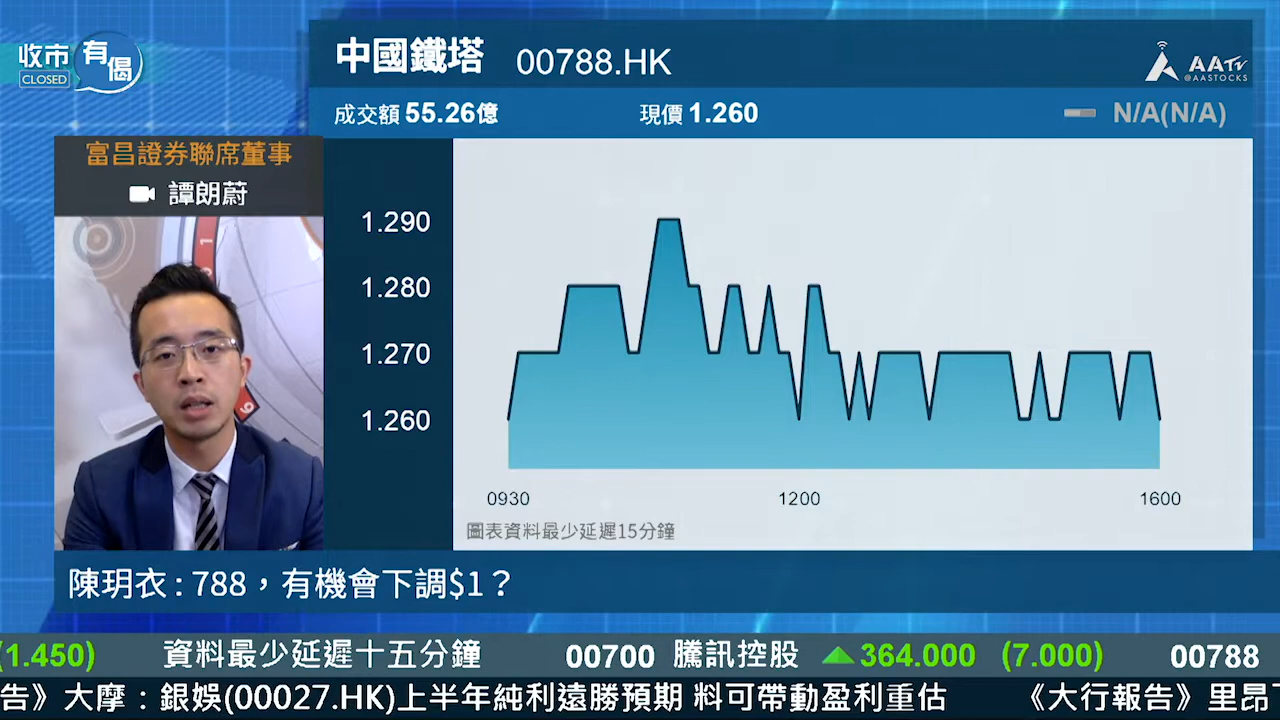 收市
CLOSED
有偈
中國鐵塔 00788.HK
AATV
@AASTOCKS
成交額 55.26億 現價 1.260 N/A(N/A)
富昌證券聯席董事
譚朗蔚
1.290
1.280
1.270
1.260
0930 1200 1600
圖表資料最少延遲15分鐘
陳玥衣 : 788，有機會下調$1？
(1.450) 資料最少延遲十五分鐘 00700 騰訊控股 364.000 (7.000) 00788
告》大摩：銀娛(00027.HK)上半年純利遠勝預期 料可帶動盈利重估 《大行報告》里昂